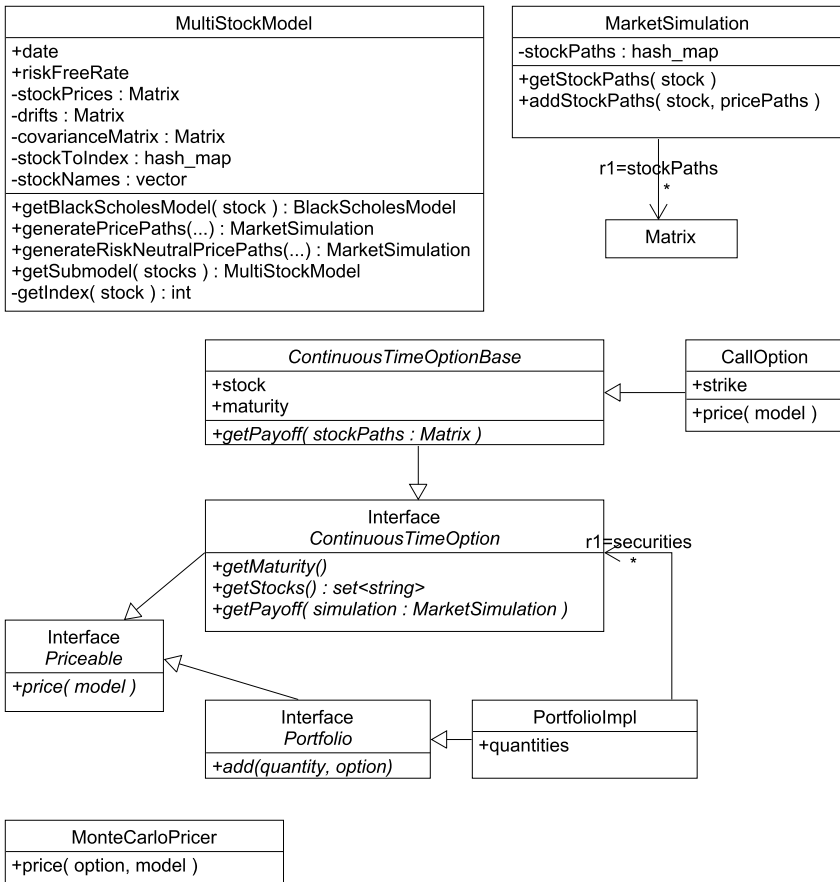 MultiStockModel
+date
+riskFreeRate
-stockPrices : Matrix
-drifts : Matrix
-covarianceMatrix : Matrix
-stockToIndex : hash_map
-stockNames : vector
+getBlackScholesModel( stock ) : BlackScholesModel
+generatePricePaths(...) : MarketSimulation
+generateRiskNeutralPricePaths(...) : MarketSimulation
+getSubmodel( stocks ) : MultiStockModel
-getIndex( stock ) : int
MarketSimulation
-stockPaths : hash_map
+getStockPaths( stock )
+addStockPaths( stock, pricePaths )
r1=stockPaths
*
Matrix
ContinuousTimeOptionBase
+stock
+maturity
+getPayoff( stockPaths : Matrix )
CallOption
+strike
+price( model )
Interface
ContinuousTimeOption
+getMaturity()
+getStocks() : set<string>
+getPayoff( simulation : MarketSimulation )
r1=securities
*
Interface
Priceable
+price( model )
Interface
Portfolio
+add(quantity, option)
PortfolioImpl
+quantities
MonteCarloPricer
+price( option, model )